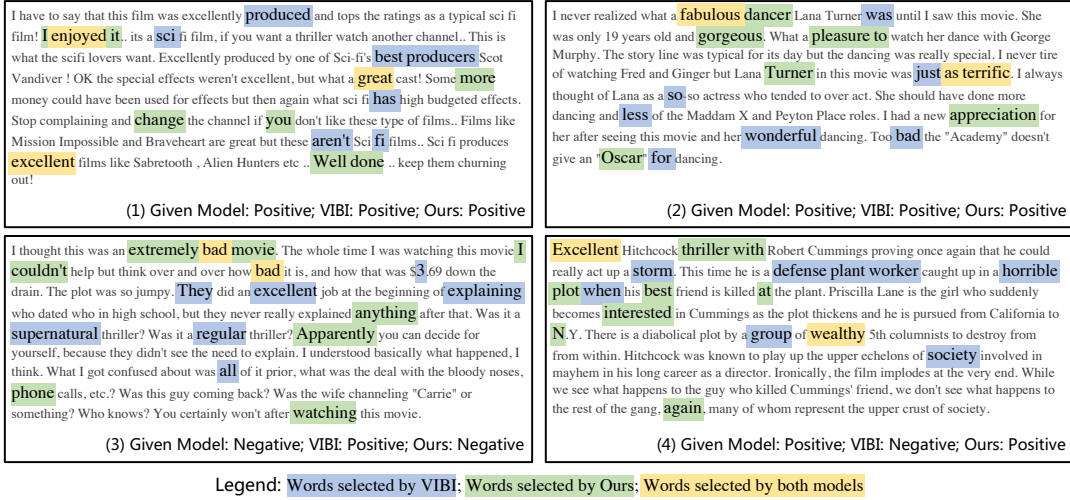 I have to say that this film was excellently produced and tops the ratings as a typical sci fi
film! I enjoyed it.. its a sci fi film, if you want a thriller watch another channel.. This is
what the scifi lovers want. Excellently produced by one of Sci-fi's best producers Scot
Vandiver ! OK the special effects weren't excellent, but what a great cast! Some more
money could have been used for effects but then again what sci fi has high budgeted effects.
Stop complaining and change the channel if you don't like these type of films.. Films like
Mission Impossible and Braveheart are great but these aren't Sci fi films.. Sci fi produces
excellent films like Sabretooth , Alien Hunters etc .. Well done .. keep them churning
out!
(1) Given Model: Positive; VIBI: Positive; Ours: Positive
I never realized what a fabulous dancer Lana Turner was until I saw this movie. She
was only 19 years old and gorgeous. What a pleasure to watch her dance with George
Murphy. The story line was typical for its day but the dancing was really special. I never tire
of watching Fred and Ginger but Lana Turner in this movie was just as terrific. I always
thought of Lana as a so-so actress who tended to over act. She should have done more
dancing and less of the Maddam X and Peyton Place roles. I had a new appreciation
for her after seeing this movie and her wonderful dancing. Too bad the "Academy" doesn't
give an "Oscar" for dancing.
(2) Given Model: Positive; VIBI: Positive; Ours: Positive
I thought this was an extremely bad movie. The whole time I was watching this movie I
couldn't help but think over and over how bad it is, and how that was $3.69 down the
drain. The plot was so jumpy. They did an excellent job at the beginning of explaining
who dated who in high school, but they never really explained anything after that. Was it a
supernatural thriller? Was it a regular thriller? Apparently you can decide for
yourself, because they didn't see the need to explain. I understood basically what happened, I
think. What I got confused about was all of it prior, what was the deal with the bloody noses,
phone calls, etc.? Was this guy coming back? Was the wife channeling "Carrie" or
something? Who knows? You certainly won't after watching this movie.
(3) Given Model: Negative; VIBI: Positive; Ours: Negative
Excellent Hitchcock thriller with Robert Cummings proving once again that he could
really act up a storm. This time he is a defense plant worker caught up in a horrible
plot when his best friend is killed at the plant. Priscilla Lane is the girl who suddenly
becomes interested in Cummings as the plot thickens and he is pursued from California to
N.Y. There is a diabolical plot by a group of wealthy 5th columnists to destroy from
from within. Hitchcock was known to play up the upper echelons of society involved in
mayhem in his long career as a director. Ironically, the film implodes at the very end. While
we see what happens to the guy who killed Cummings' friend, we don't see what happens to
the rest of the gang, again, many of whom represent the upper crust of society.
(4) Given Model: Positive; VIBI: Negative; Ours: Positive
Legend: Words selected by VIBI; Words selected by Ours; Words selected by both models